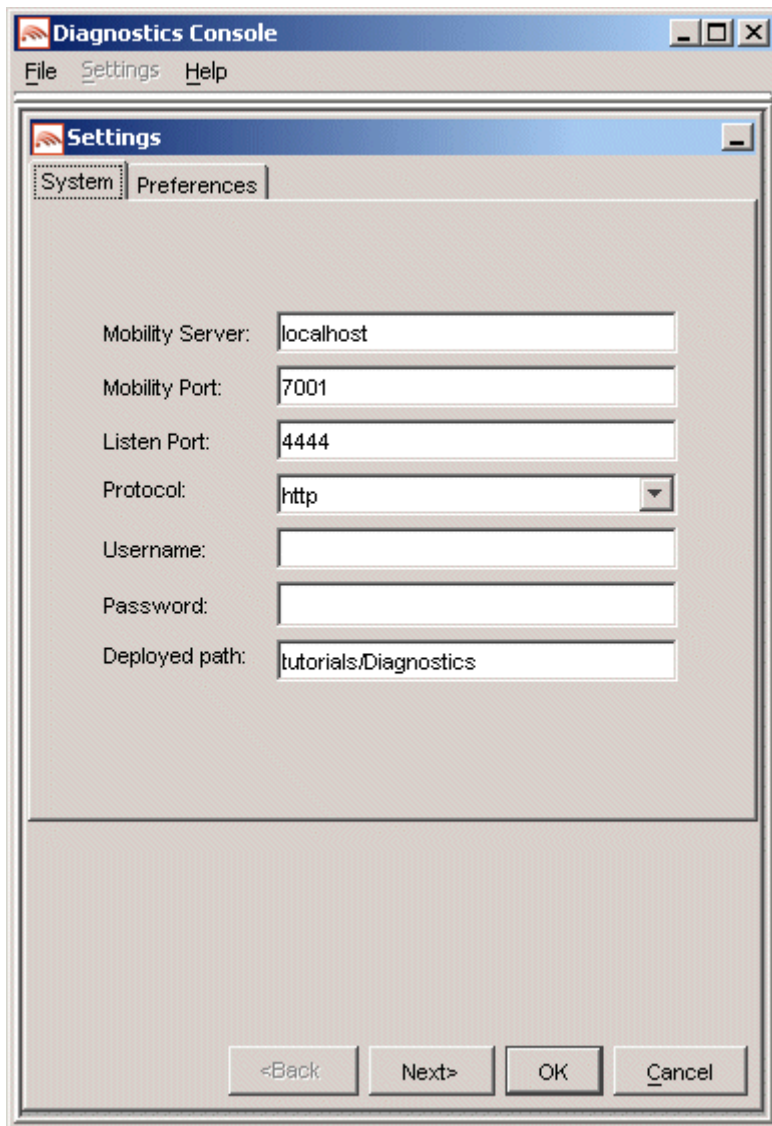 Diagnostics Console
File Settings Help
Settings
System Preferences
Mobility Server: localhost
Mobility Port: 7001
Listen Port: 4444
Protocol: http
Username:
Password:
Deployed path: tutorials/Diagnostics
<Back Next> OK Cancel